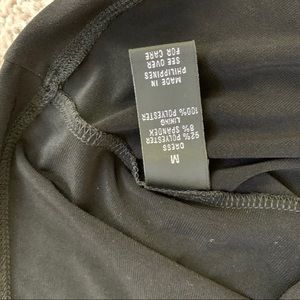 M
DRESS
92% POLYESTER
8% SPANDEX
LINING
100% POLYESTER
MADE IN
PHILIPPINES
SEE OVER
FOR CARE